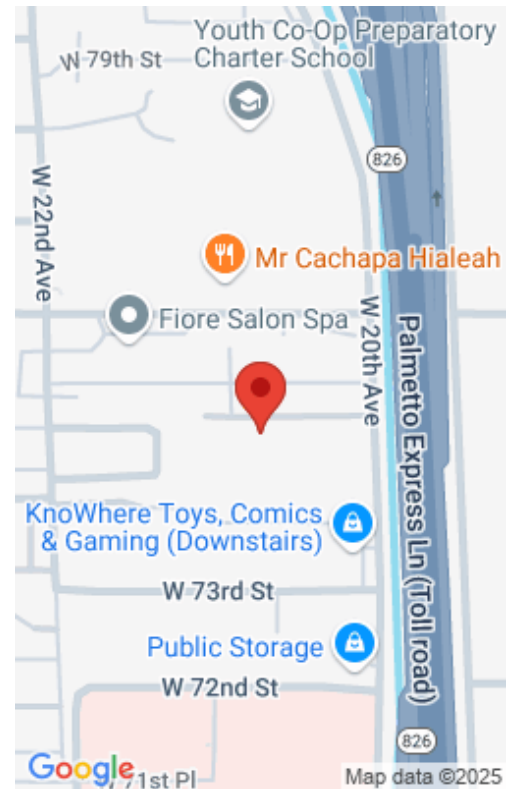 Youth Co-Op Preparatory
Charter School
W 79th St
826
W 22nd Ave
Mr Cachapa Hialeah
Fiore Salon Spa
W 20th Ave
Palmetto Express Ln (Toll road)
KnoWhere Toys, Comics
& Gaming (Downstairs)
W 73rd St
Public Storage
W 72nd St
826
Google
71st Pl
Map data ©2025